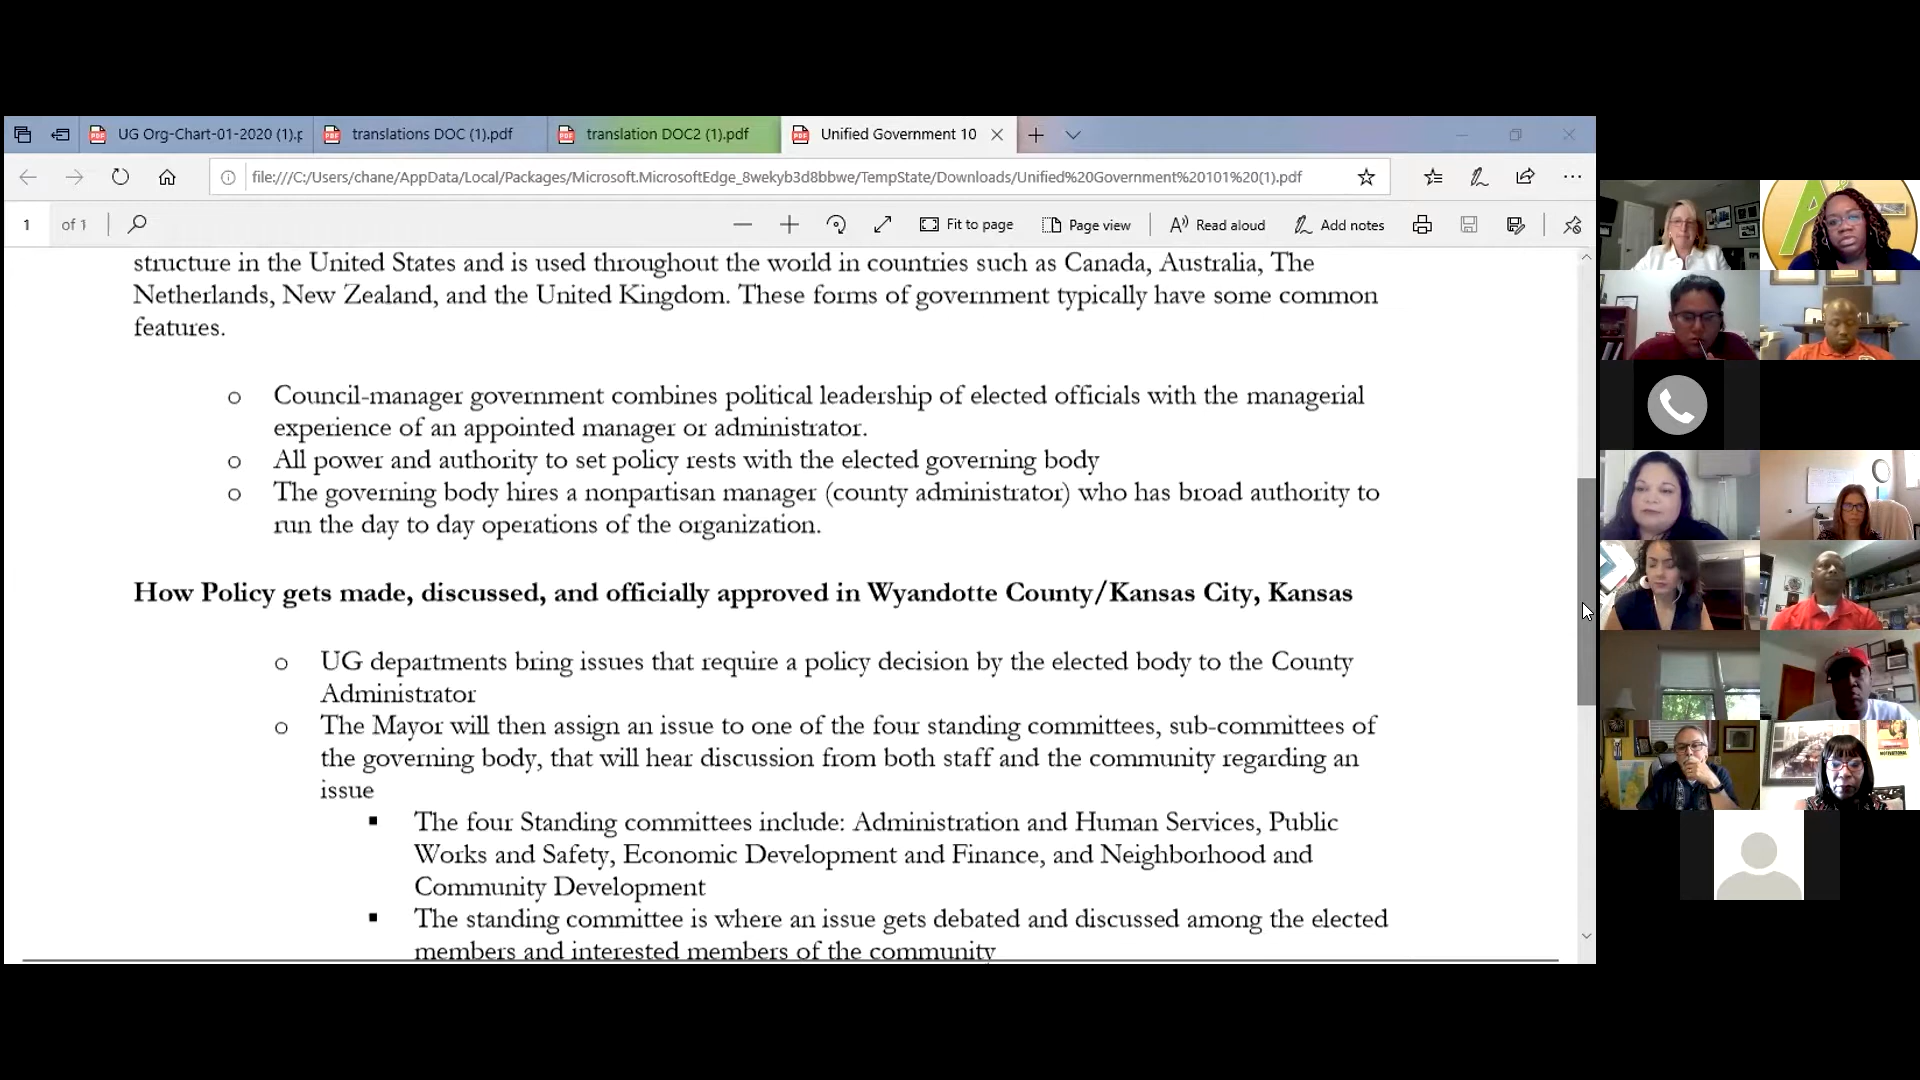 UG Org-Chart-01-2020 (1).p
translations DOC (1).pdf
translation DOC2 (1).pdf
Unified Government 10
file:///C:/Users/chane/AppData/Local/Packages/Microsoft.MicrosoftEdge_8wekyb3d8bbwe/TempState/Downloads/Unified%20Government%20101%20(1).pdf
1 of 1
Fit to page
Page view
Read aloud
Add notes
structure in the United States and is used throughout the world in countries such as Canada, Australia, The
Netherlands, New Zealand, and the United Kingdom. These forms of government typically have some common
features.
o Council-manager government combines political leadership of elected officials with the managerial
experience of an appointed manager or administrator.
o All power and authority to set policy rests with the elected governing body
o The governing body hires a nonpartisan manager (county administrator) who has broad authority to
run the day to day operations of the organization.
How Policy gets made, discussed, and officially approved in Wyandotte County/Kansas City, Kansas
o UG departments bring issues that require a policy decision by the elected body to the County
Administrator
o The Mayor will then assign an issue to one of the four standing committees, sub-committees of
the governing body, that will hear discussion from both staff and the community regarding an
issue
▪ The four Standing committees include: Administration and Human Services, Public
Works and Safety, Economic Development and Finance, and Neighborhood and
Community Development
▪ The standing committee is where an issue gets debated and discussed among the elected
members and interested members of the community